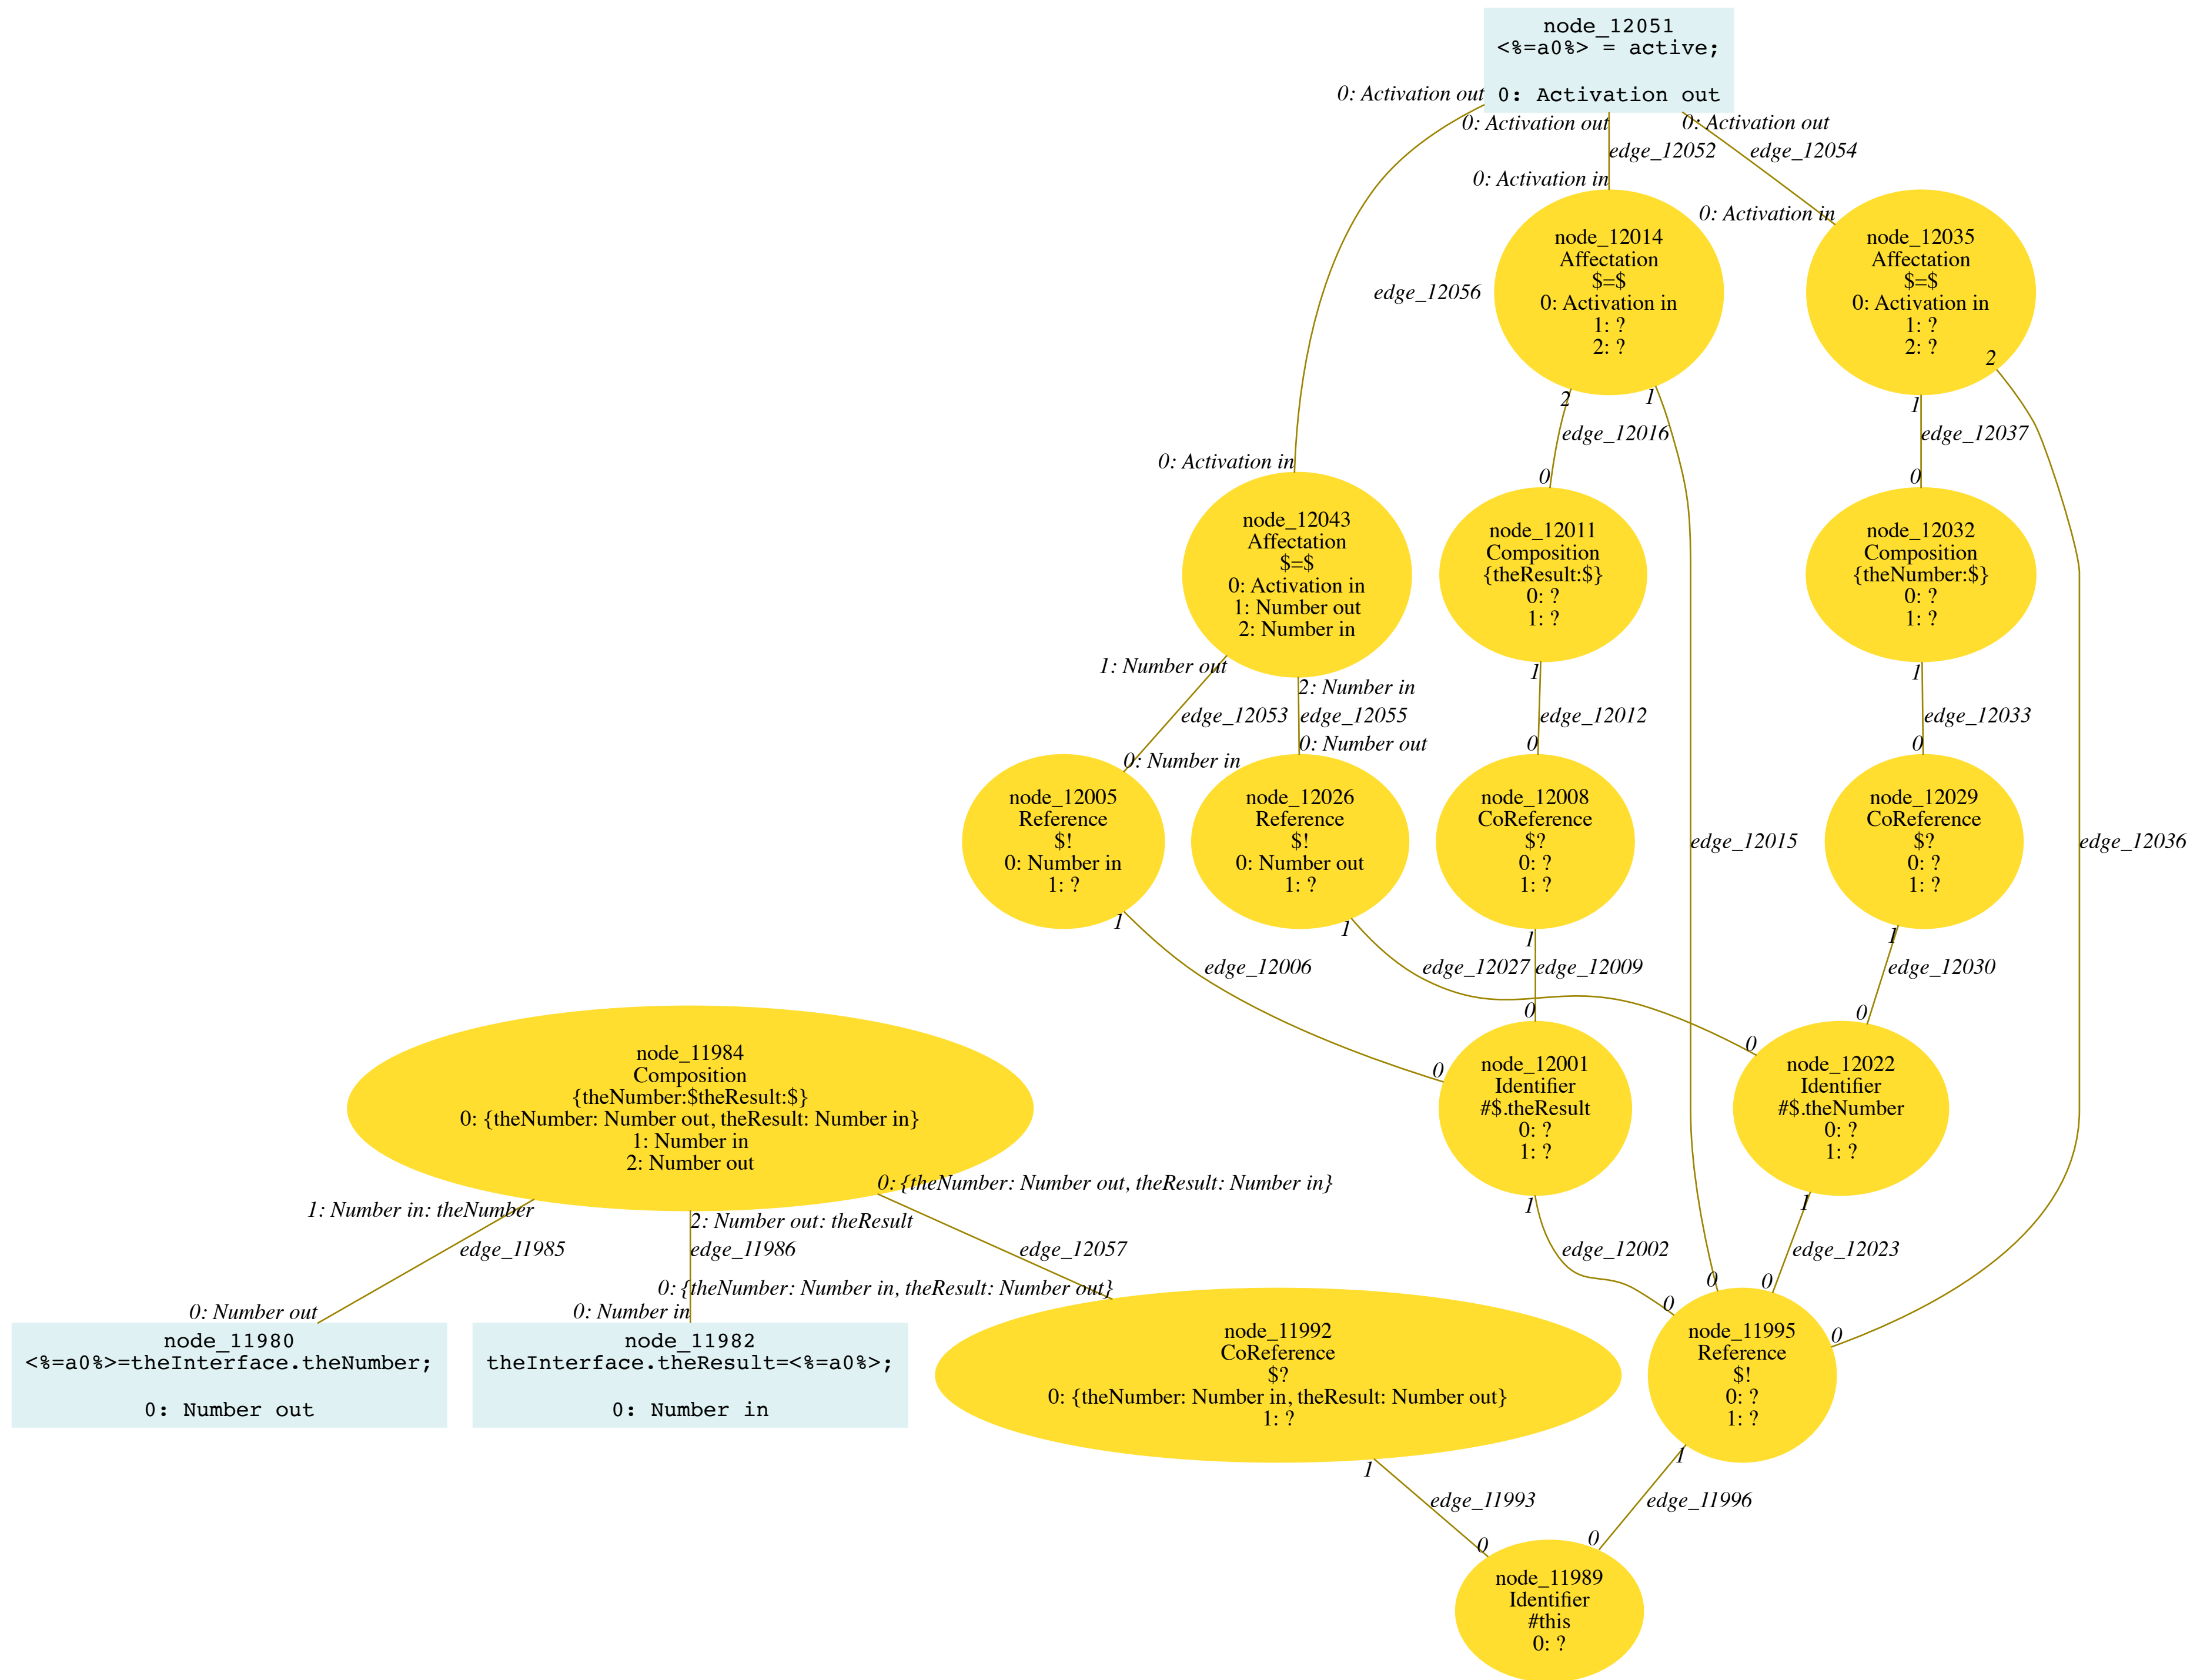 node_12051
<%=a0%> = active;
0: Activation out
0: Activation out
0: Activation out
0: Activation out
edge_12052
edge_12054
0: Activation in
0: Activation in
node_12014
Affectation
$=$
0: Activation in
1: ?
2: ?
node_12035
Affectation
$=$
0: Activation in
1: ?
2: ?
edge_12056
2
1
1
2
edge_12016
edge_12037
0: Activation in
0
0
node_12043
Affectation
$=$
0: Activation in
1: Number out
2: Number in
node_12011
Composition
{theResult:$}
0: ?
1: ?
node_12032
Composition
{theNumber:$}
0: ?
1: ?
1: Number out
2: Number in
1
1
edge_12053
edge_12055
edge_12012
edge_12033
0: Number in
0: Number out
0
0
node_12005
Reference
$!
0: Number in
1: ?
node_12026
Reference
$!
0: Number out
1: ?
node_12008
CoReference
$?
0: ?
1: ?
edge_12015
node_12029
CoReference
$?
0: ?
1: ?
edge_12036
1
1
1
1
edge_12006
edge_12027
edge_12009
edge_12030
0
0
0
0
node_11984
Composition
{theNumber:$theResult:$}
0: {theNumber: Number out, theResult: Number in}
1: Number in
2: Number out
node_12001
Identifier
#$.theResult
0: ?
1: ?
node_12022
Identifier
#$.theNumber
0: ?
1: ?
1: Number in: theNumber
2: Number out: theResult
0: {theNumber: Number out, theResult: Number in}
1
1
edge_11985
edge_11986
edge_12057
edge_12002
edge_12023
0: Number out
0: Number in
0: {theNumber: Number in, theResult: Number out}
0
0
0
0
node_11980
<%=a0%>=theInterface.theNumber;
0: Number out
node_11982
theInterface.theResult=<%=a0%>;
0: Number in
node_11992
CoReference
$?
0: {theNumber: Number in, theResult: Number out}
1: ?
node_11995
Reference
$!
0: ?
1: ?
1
1
edge_11993
edge_11996
0
0
node_11989
Identifier
#this
0: ?